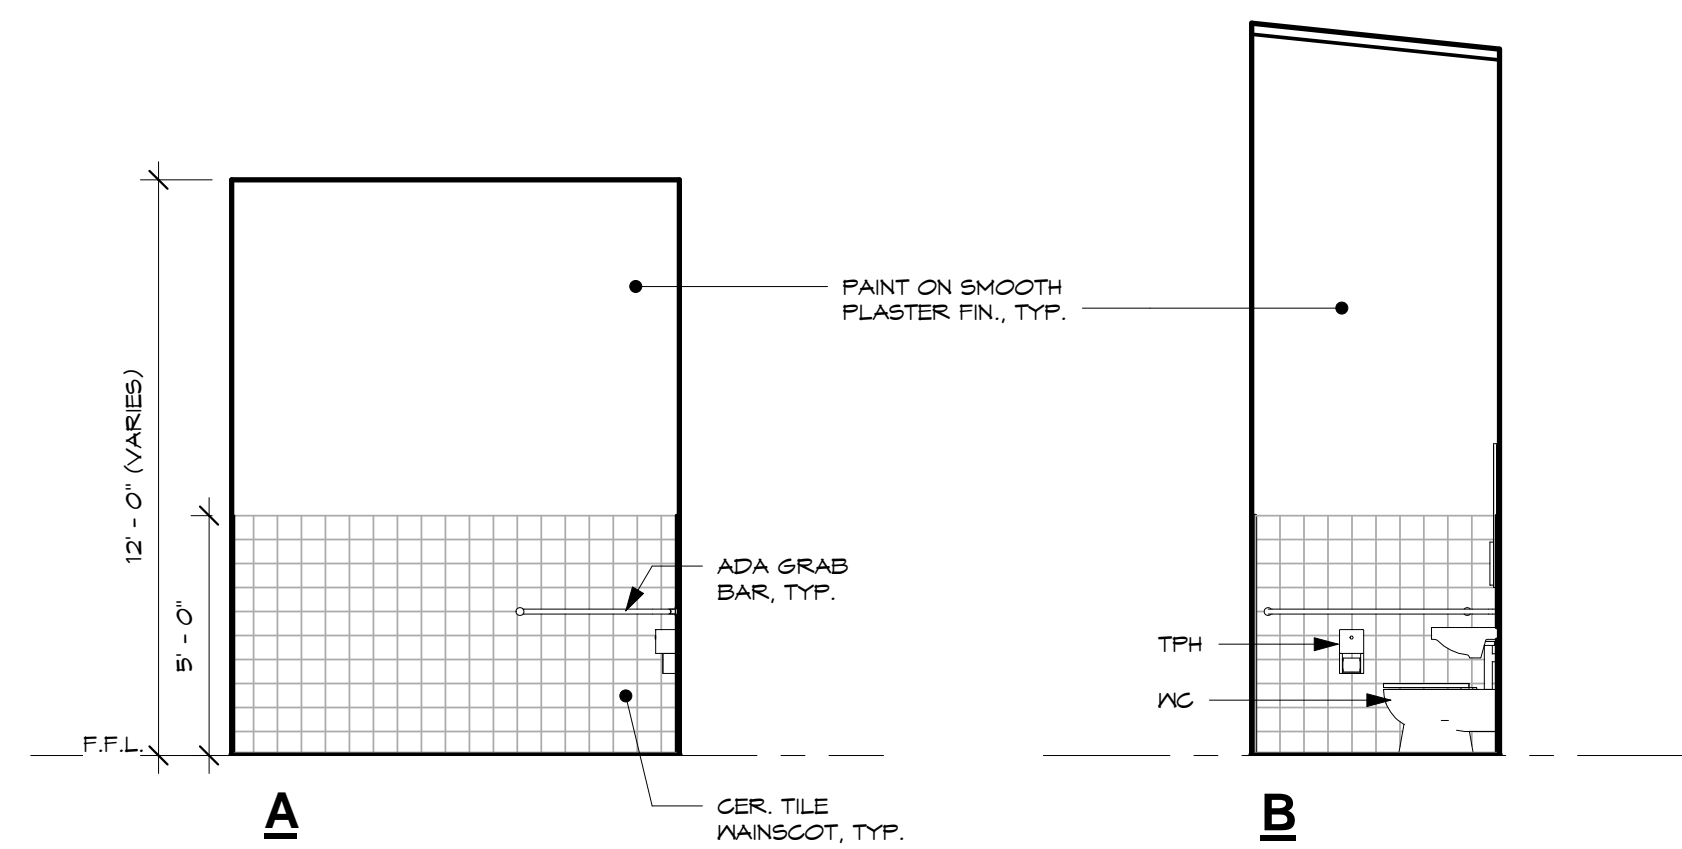 PAINT ON SMOOTH
PLASTER FIN., TYP.
12' - 0" (VARIES)
5' - 0"
ADA GRAB
BAR, TYP.
TPH
WC
F.F.L.
CER. TILE
WAINSCOT, TYP.
A
B